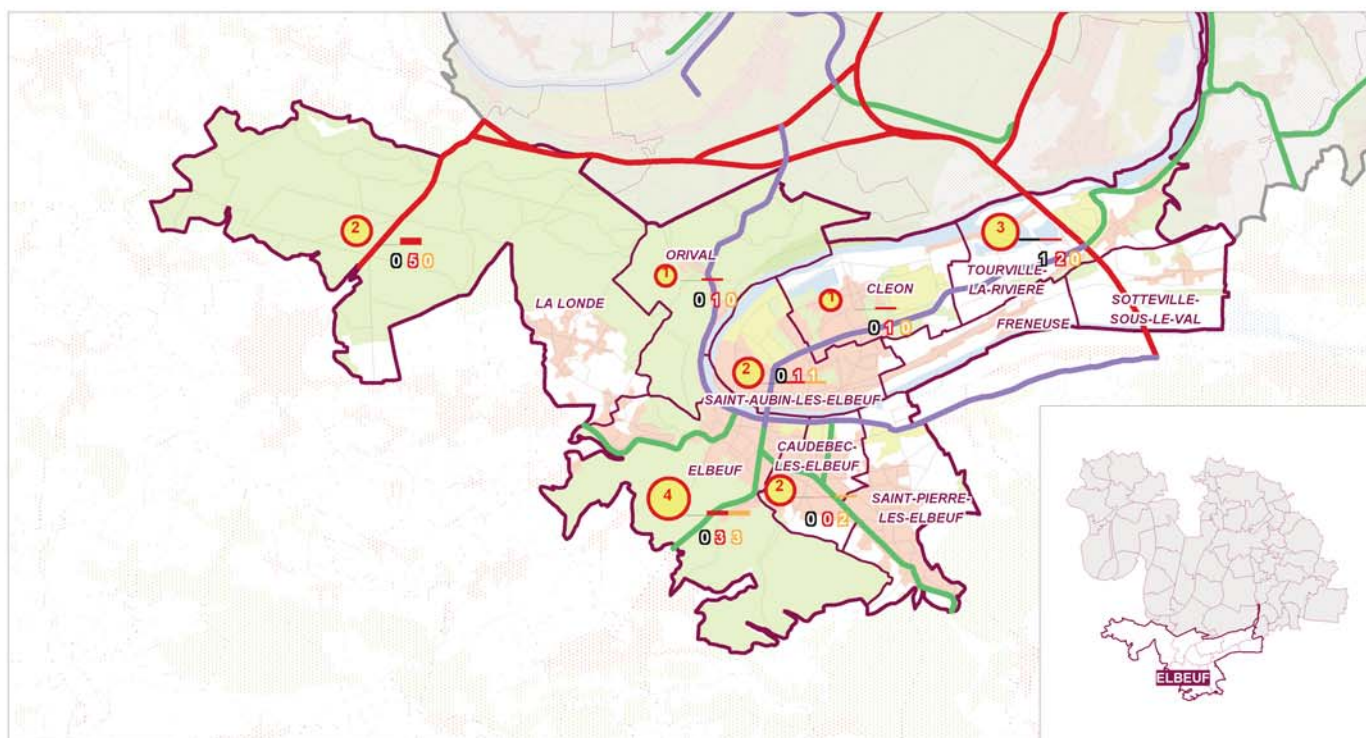 2
0 5 0
ORIVAL
1
0 1 0
LA LONDE
3
1 2 0
TOURVILLE-
LA-RIVIERE
CLEON
1
0 1 0
SOTTEVILLE-
SOUS-LE-VAL
FRENEUSE
2
0 1 1
SAINT-AUBIN-LES-ELBEUF
CAUDEBEC-
LES-ELBEUF
ELBEUF
4
0 3 3
2
0 0 2
SAINT-PIERRE-
LES-ELBEUF
ELBEUF